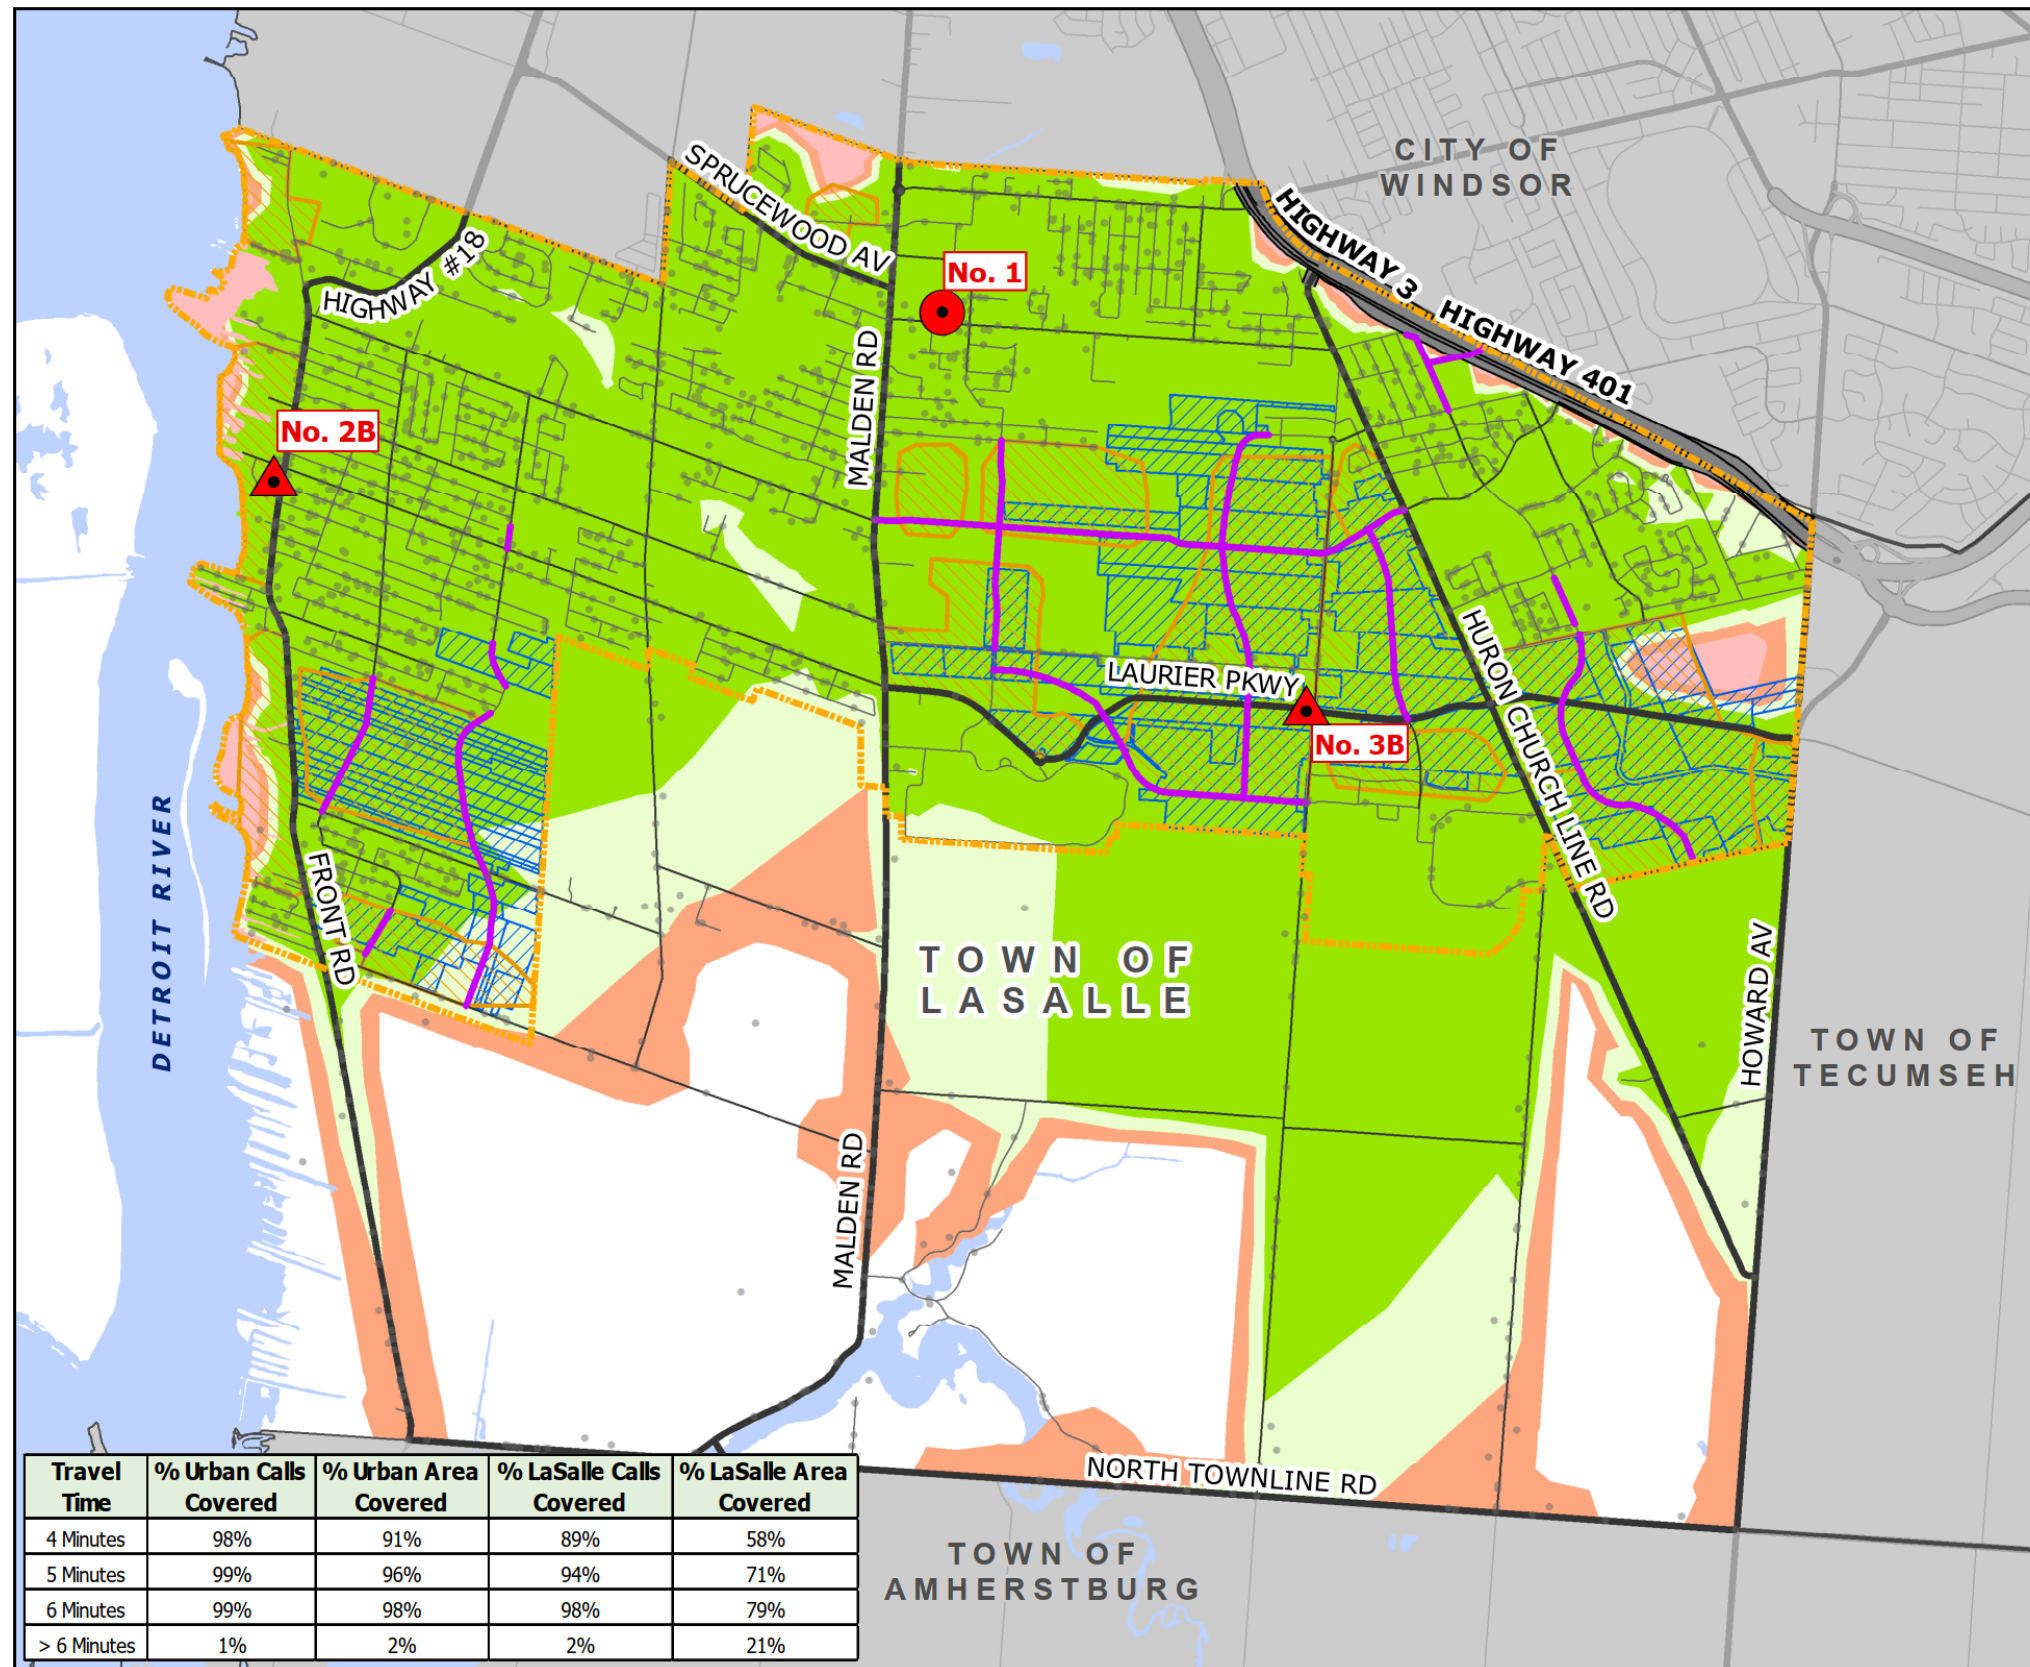 CITY OF
WINDSOR
SPRUCEWOOD AV
HIGHWAY 3
HIGHWAY 401
HIGHWAY #18
No. 1
MALDEN RD
No. 2B
LAURIER PKWY
No. 3B
HURON CHURCH LINE RD
DETROIT RIVER
FRONT RD
TOWN OF
LASALLE
HOWARD AV
TOWN OF
TECUMSEH
MALDEN RD
NORTH TOWNLINE RD
TOWN OF
AMHERSTBURG
Travel Time % Urban Calls Covered % Urban Area Covered % LaSalle Calls Covered % LaSalle Area Covered
4 Minutes 98% 91% 89% 58%
5 Minutes 99% 96% 94% 71%
6 Minutes 99% 98% 98% 79%
> 6 Minutes 1% 2% 2% 21%